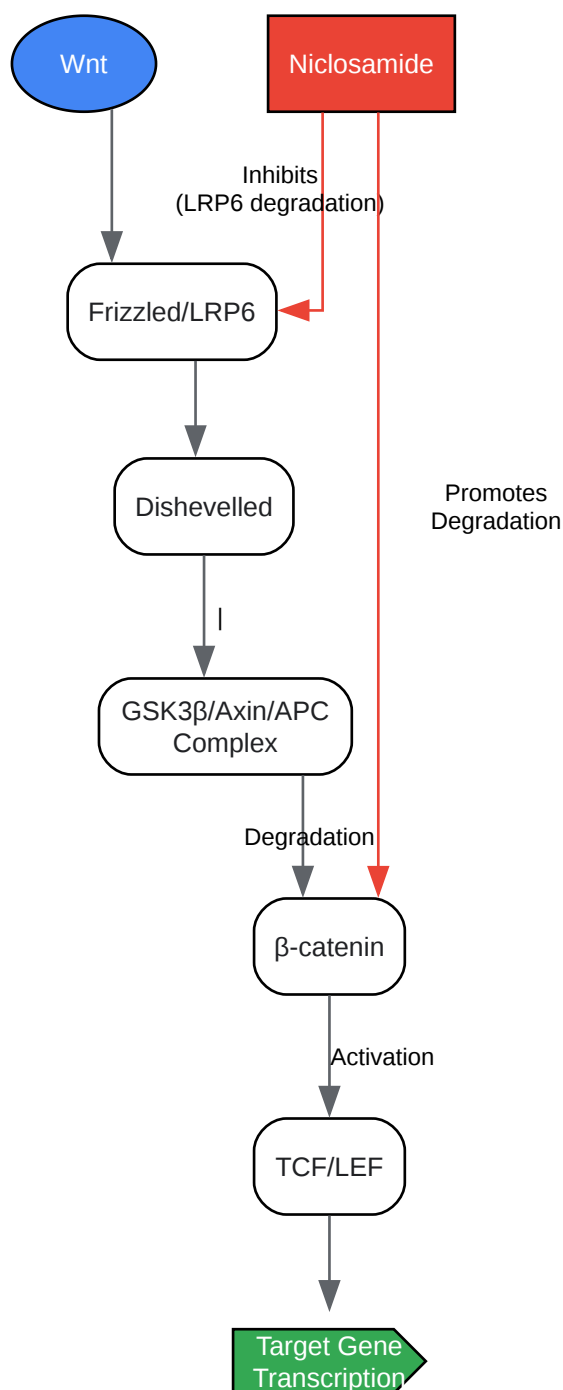 Wnt
Niclosamide
Inhibits
(LRP6 degradation)
Frizzled/LRP6
Dishevelled
Promotes
Degradation
|
GSK3β/Axin/APC
Complex
Degradation
β-catenin
Activation
TCF/LEF
Target Gene
Transcription